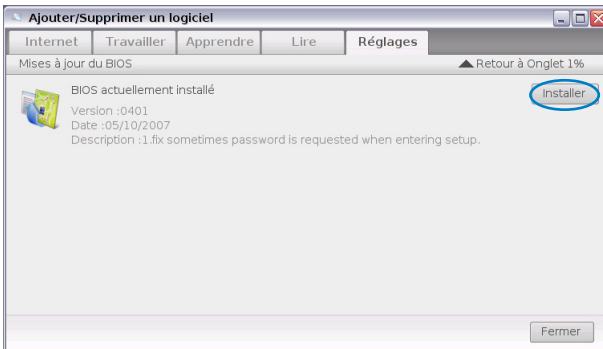 Ajouter/Supprimer un logiciel
Internet Travailler Apprendre Lire Réglages
Mises à jour du BIOS Retour à Onglet 1%
BIOS actuellement installé Installer
Version :0401
Date :05/10/2007
Description :1.fix sometimes password is requested when entering setup.
Fermer